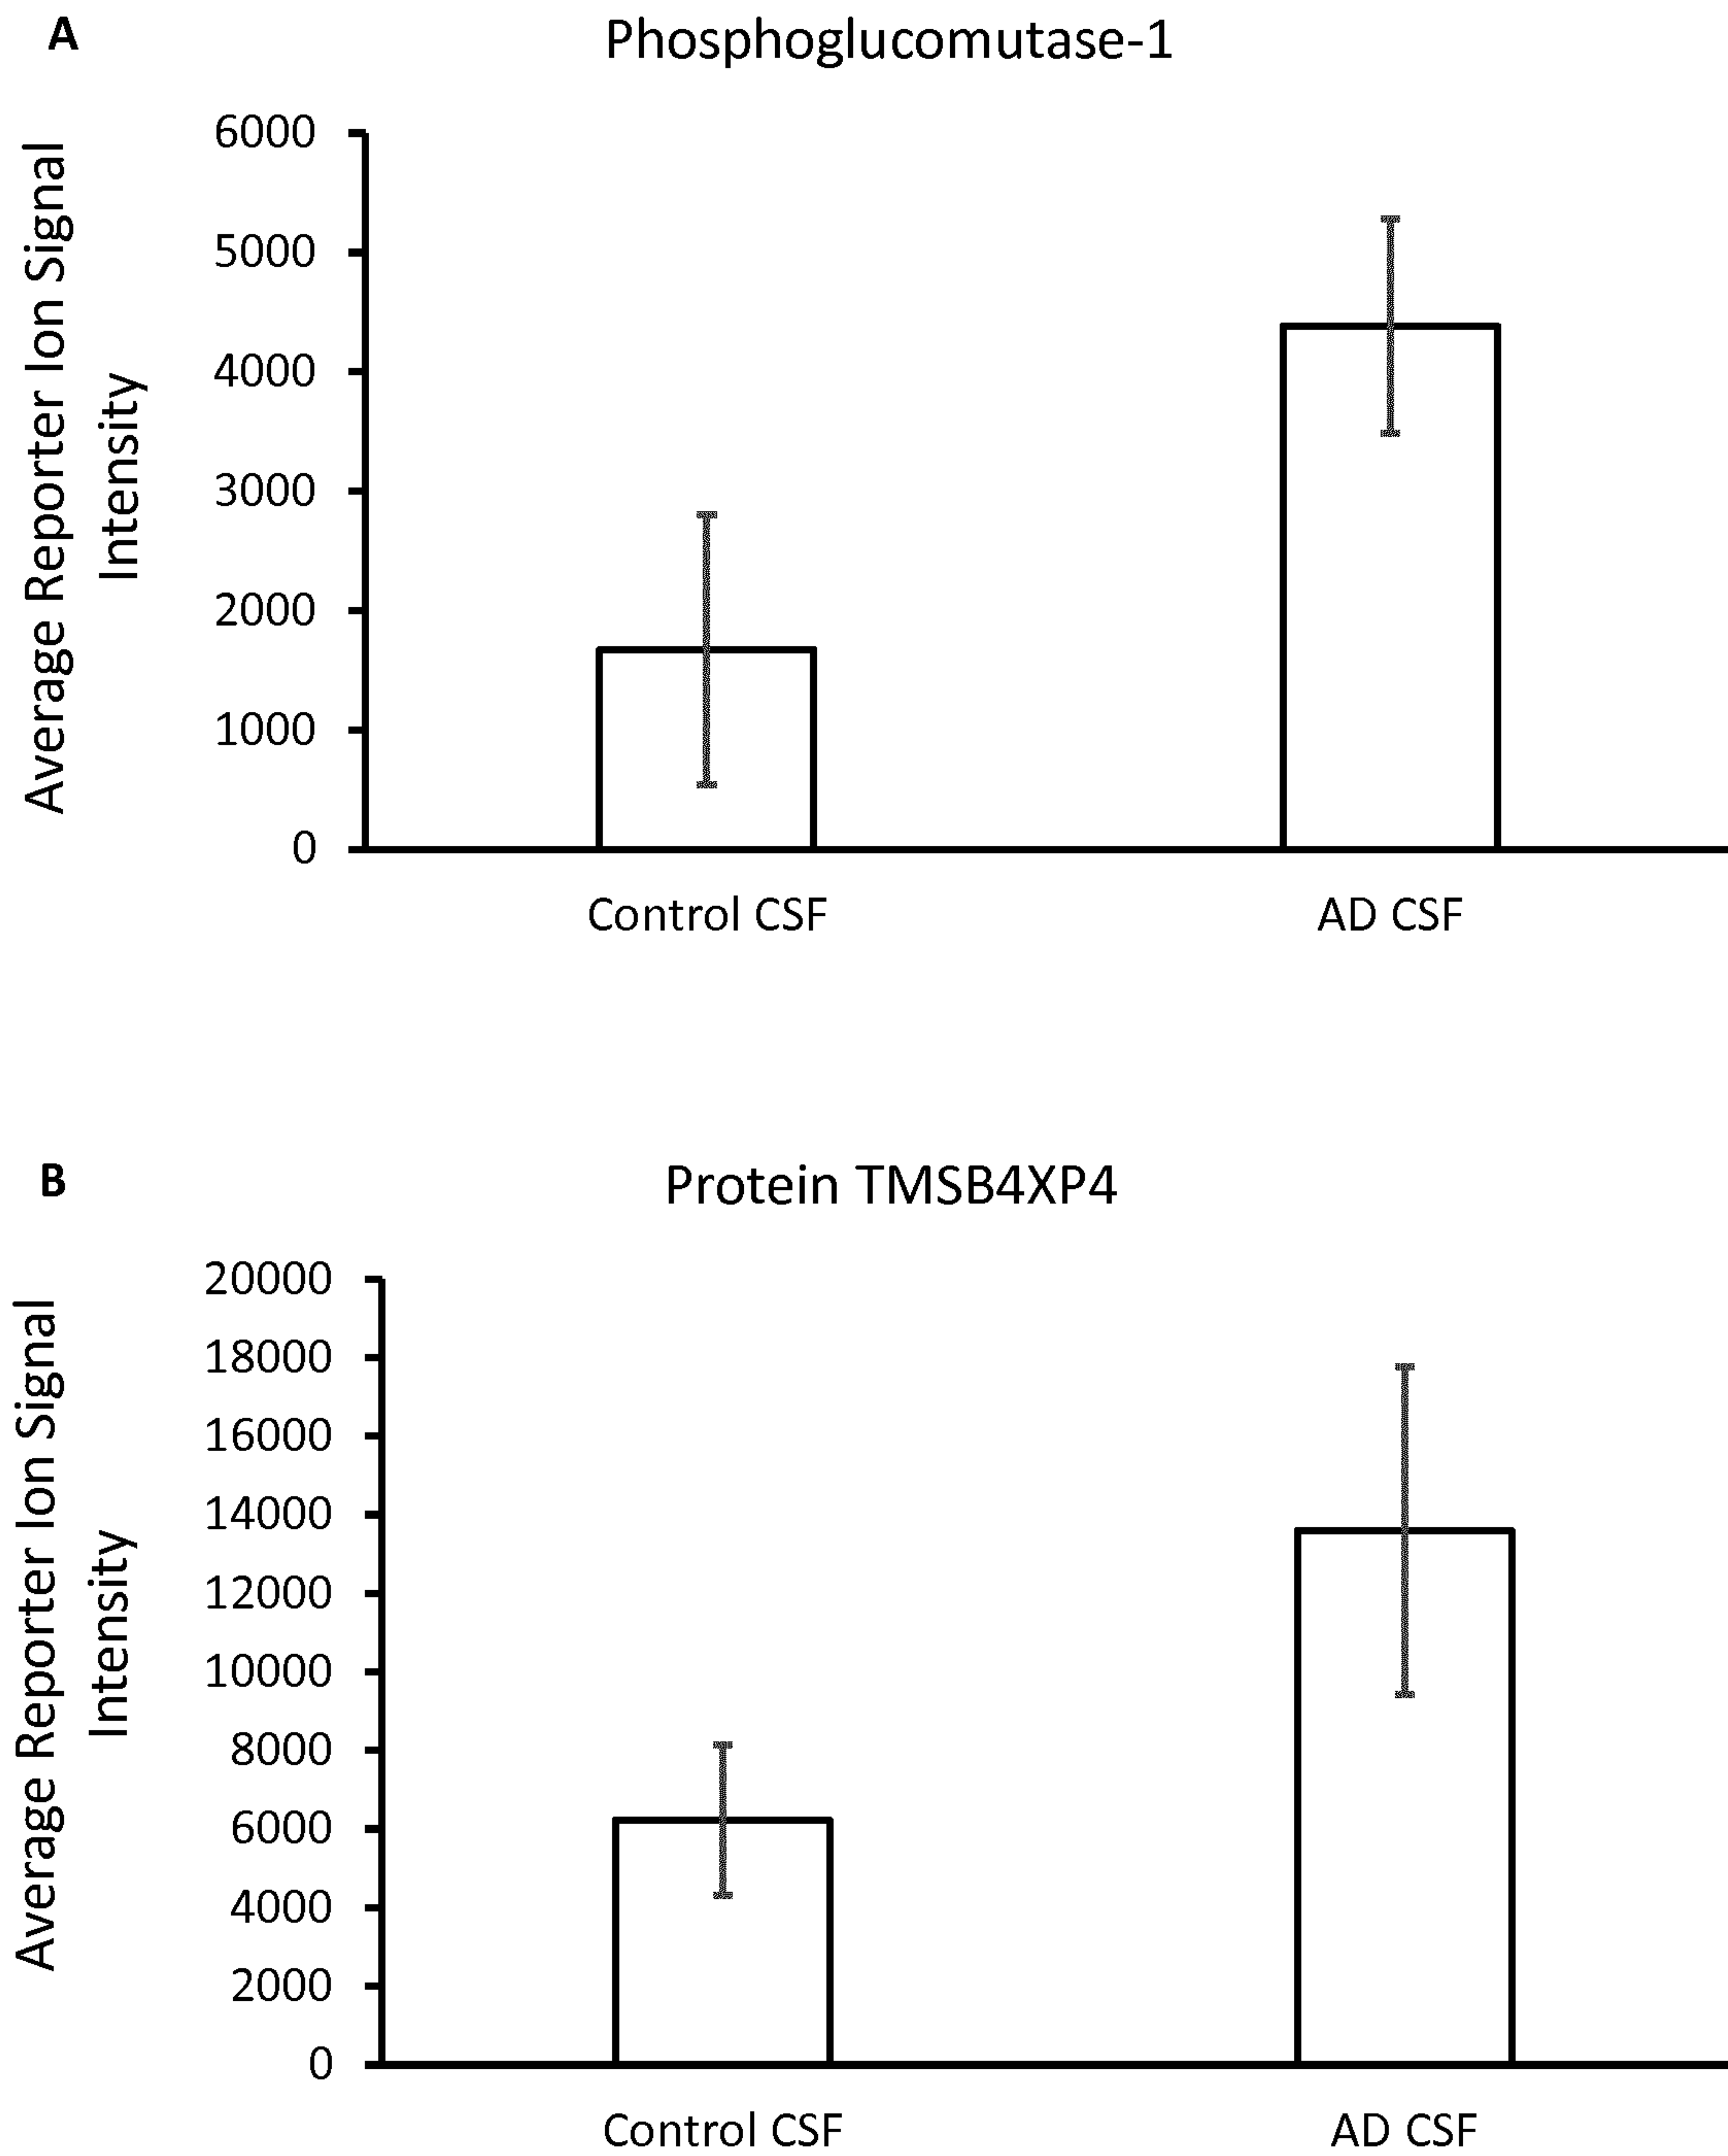 A
Phosphoglucomutase-1
Average Reporter Ion Signal
Intensity
6000
5000
4000
3000
2000
1000
0
Control CSF
AD CSF
B
Protein TMSB4XP4
Average Reporter Ion Signal
Intensity
20000
18000
16000
14000
12000
10000
8000
6000
4000
2000
0
Control CSF
AD CSF